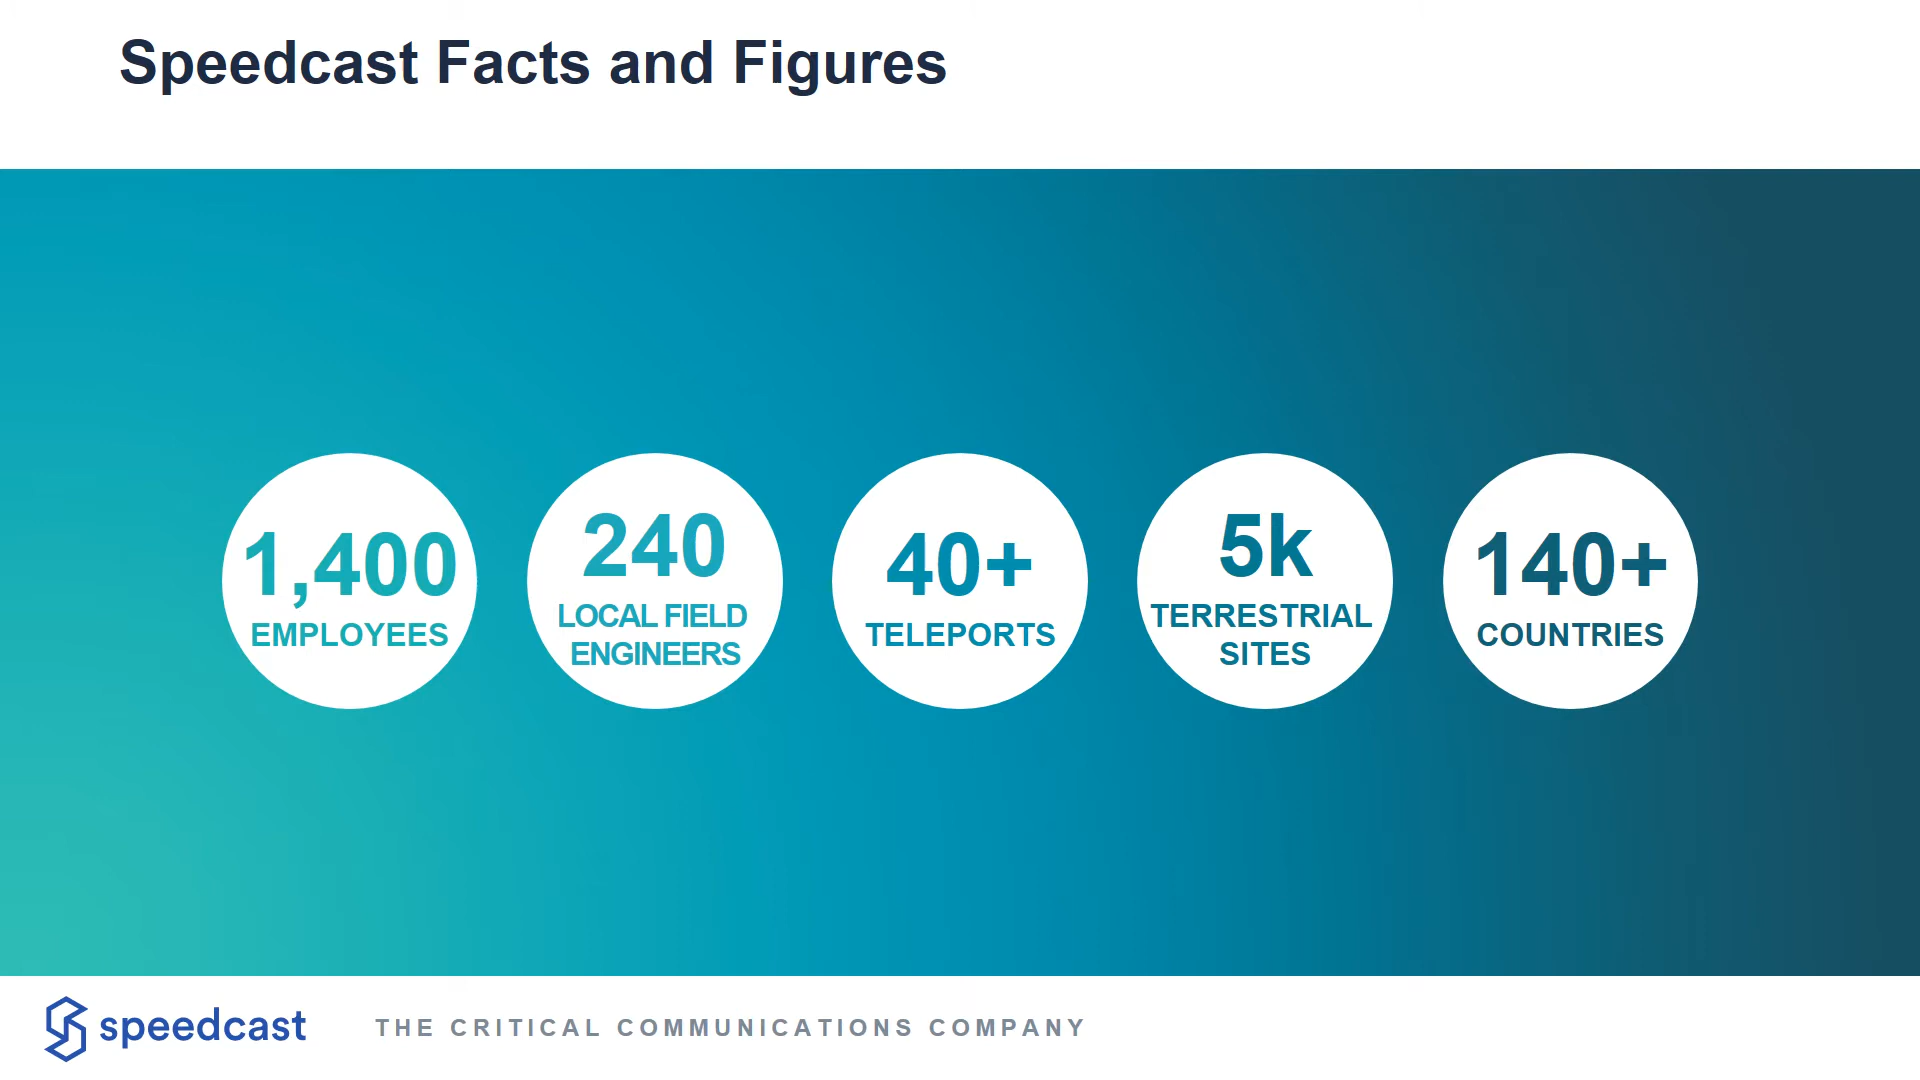 Speedcast Facts and Figures
1,400
EMPLOYEES
240
LOCAL FIELD
ENGINEERS
40+
TELEPORTS
5k
TERRESTRIAL
SITES
140+
COUNTRIES
speedcast
THE CRITICAL COMMUNICATIONS COMPANY